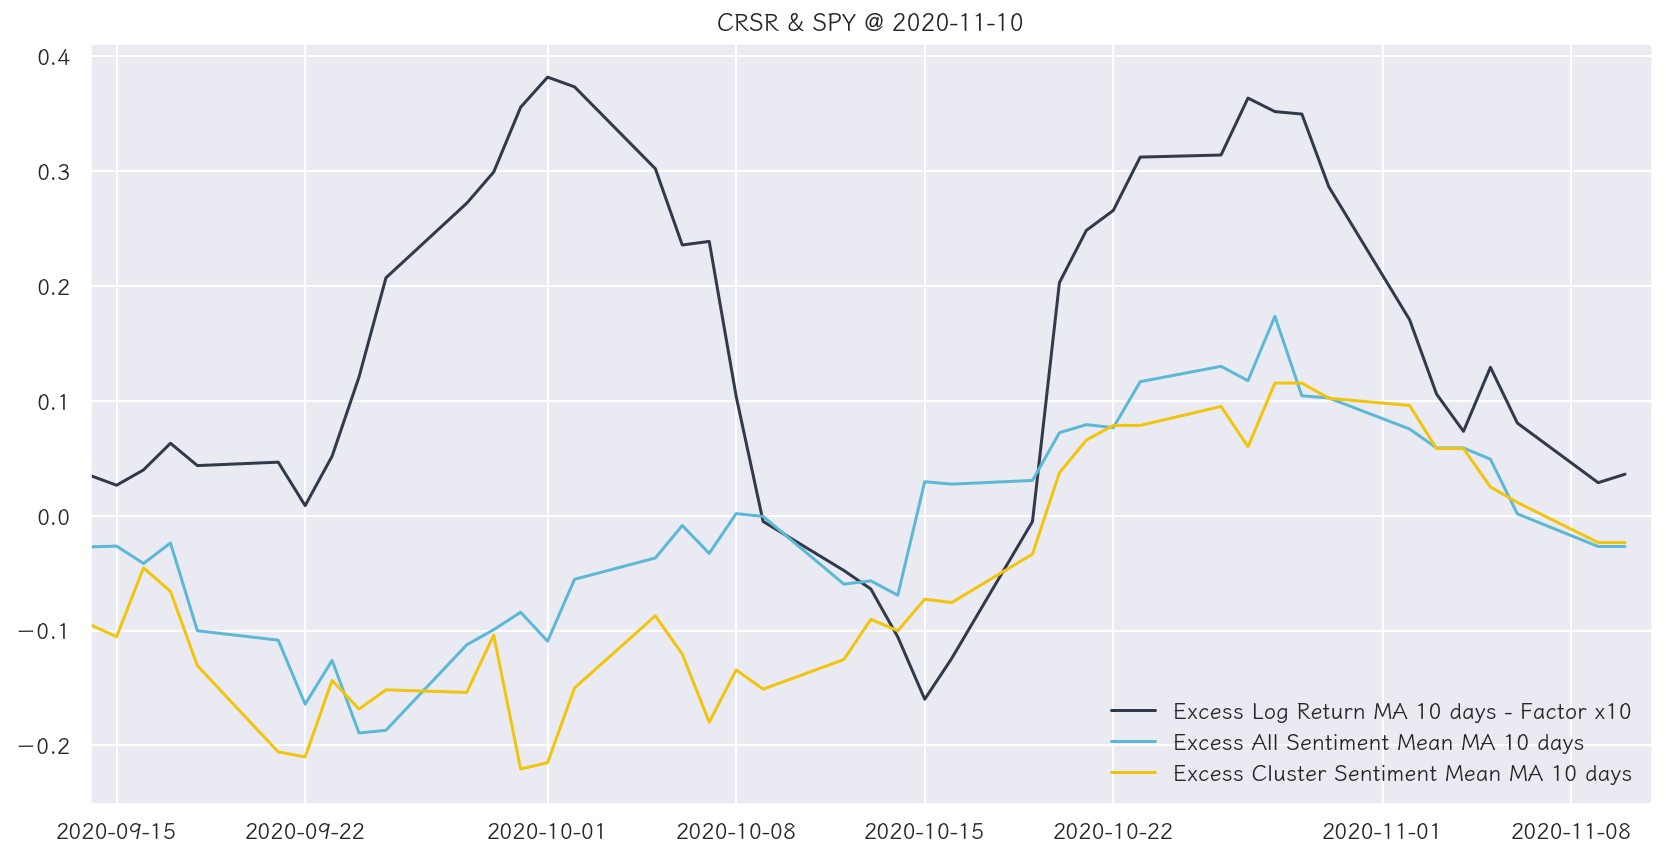 CRSR & SPY @ 2020-11-10
0.4
0.3
0.2
0.1
0.0
−0.1
−0.2
Excess Log Return MA 10 days - Factor x10
Excess All Sentiment Mean MA 10 days
Excess Cluster Sentiment Mean MA 10 days
2020-09-15 2020-09-22 2020-10-01 2020-10-08 2020-10-15 2020-10-22 2020-11-01 2020-11-08